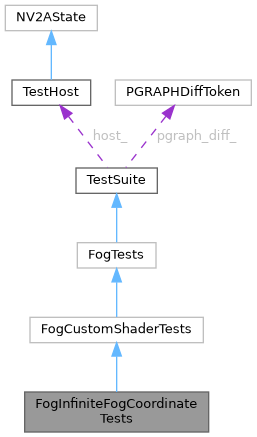 NV2AState
TestHost
PGRAPHDiffToken
host_
pgraph_diff_
TestSuite
FogTests
FogCustomShaderTests
FogInfiniteFogCoordinate
Tests